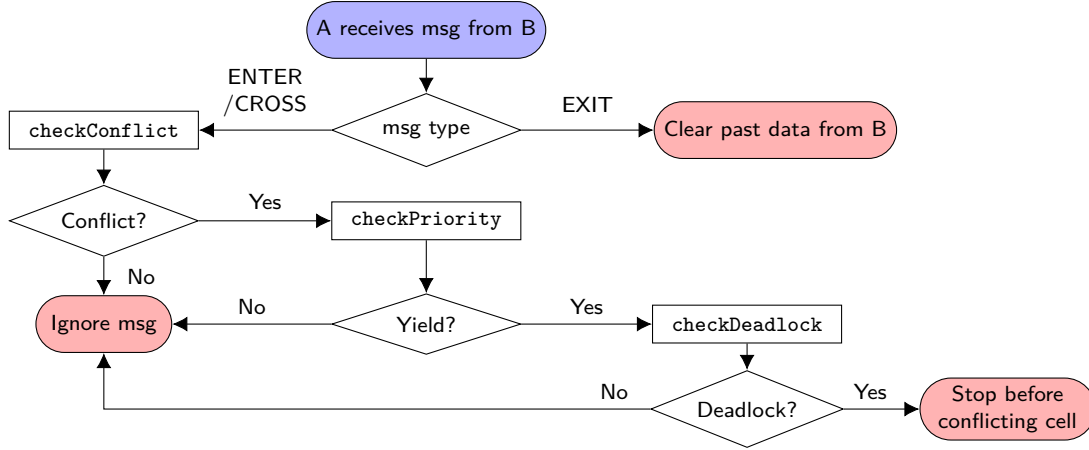 A receives msg from B
ENTER
/CROSS
msg type
EXIT
checkConflict
Clear past data from B
Conflict?
Yes
checkPriority
No
Ignore msg
No
Yield?
Yes
checkDeadlock
No
Deadlock?
Yes
Stop before
conflicting cell